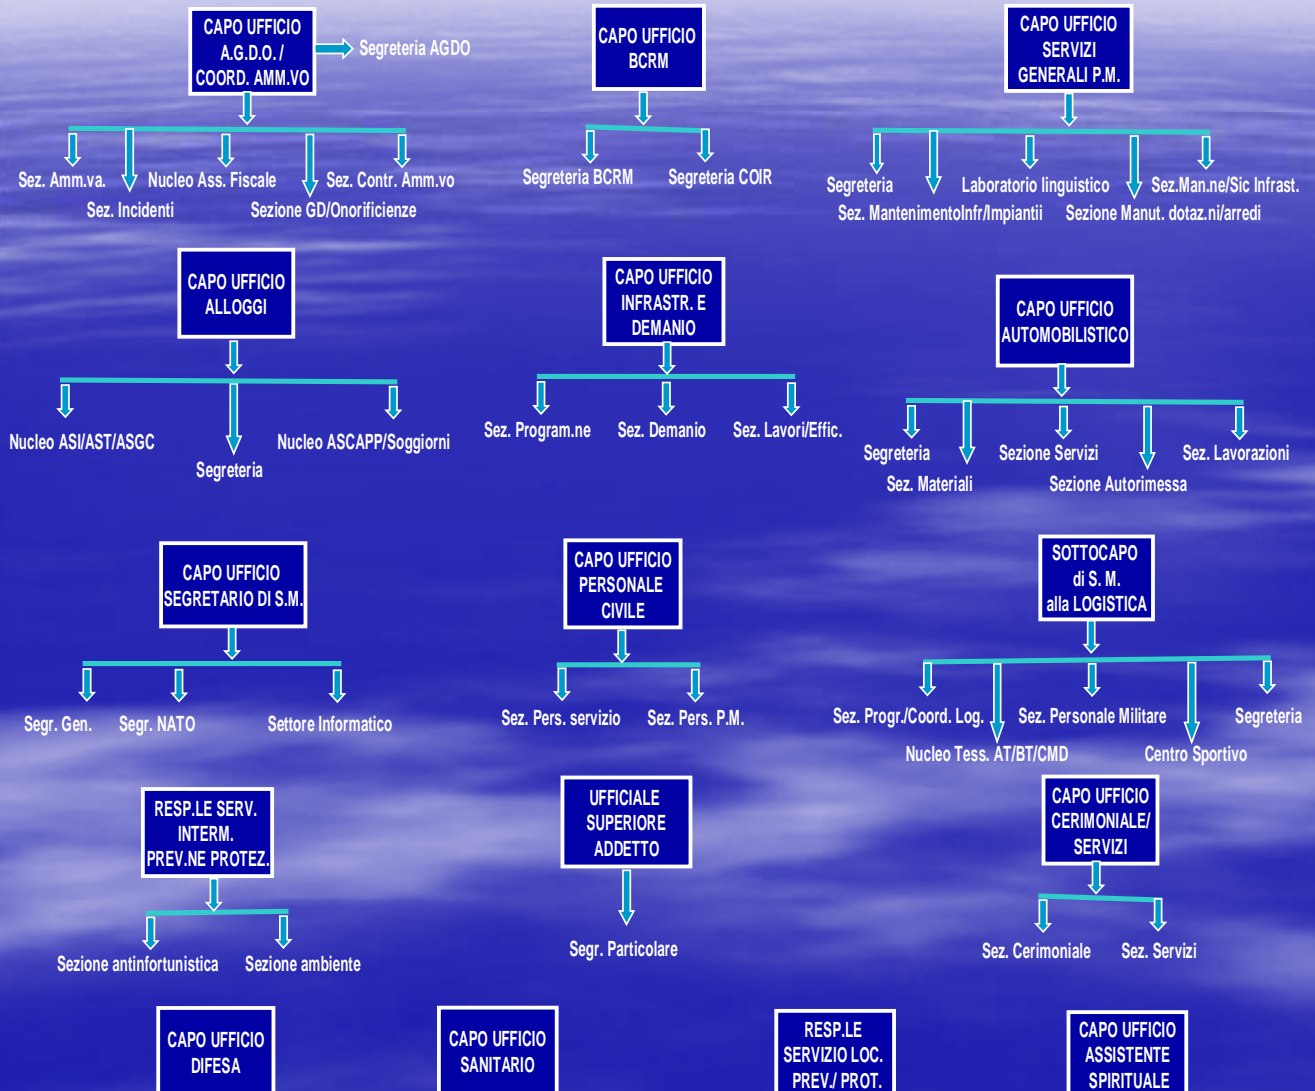 CAPO UFFICIO
A.G.D.O. /
COORD. AMM.VO
Segreteria AGDO
Sez. Amm.va.
Nucleo Ass. Fiscale
Sez. Contr. Amm.vo
Sez. Incidenti
Sezione GD/Onorificienze
CAPO UFFICIO
BCRM
Segreteria BCRM
Segreteria COIR
CAPO UFFICIO
SERVIZI
GENERALI P.M.
Segreteria
Laboratorio linguistico
Sez.Man.ne/Sic Infrast.
Sez. MantenimentoInfr/Impiantii
Sezione Manut. dotaz.ni/arredi
CAPO UFFICIO
ALLOGGI
Nucleo ASI/AST/ASGC
Nucleo ASCAPP/Soggiorni
Segreteria
CAPO UFFICIO
INFRASTR. E
DEMANIO
Sez. Program.ne
Sez. Demanio
Sez. Lavori/Effic.
CAPO UFFICIO
AUTOMOBILISTICO
Segreteria
Sezione Servizi
Sez. Lavorazioni
Sez. Materiali
Sezione Autorimessa
CAPO UFFICIO
SEGRETARIO DI S.M.
Segr. Gen.
Segr. NATO
Settore Informatico
CAPO UFFICIO
PERSONALE
CIVILE
Sez. Pers. servizio
Sez. Pers. P.M.
SOTTOCAPO
di S. M.
alla LOGISTICA
Sez. Progr./Coord. Log.
Sez. Personale Militare
Segreteria
Nucleo Tess. AT/BT/CMD
Centro Sportivo
RESP.LE SERV.
INTERM.
PREV.NE PROTEZ.
Sezione antinfortunistica
Sezione ambiente
UFFICIALE
SUPERIORE
ADDETTO
Segr. Particolare
CAPO UFFICIO
CERIMONIALE/
SERVIZI
Sez. Cerimoniale
Sez. Servizi
CAPO UFFICIO
DIFESA
CAPO UFFICIO
SANITARIO
RESP.LE
SERVIZIO LOC.
PREV./ PROT.
CAPO UFFICIO
ASSISTENTE
SPIRITUALE